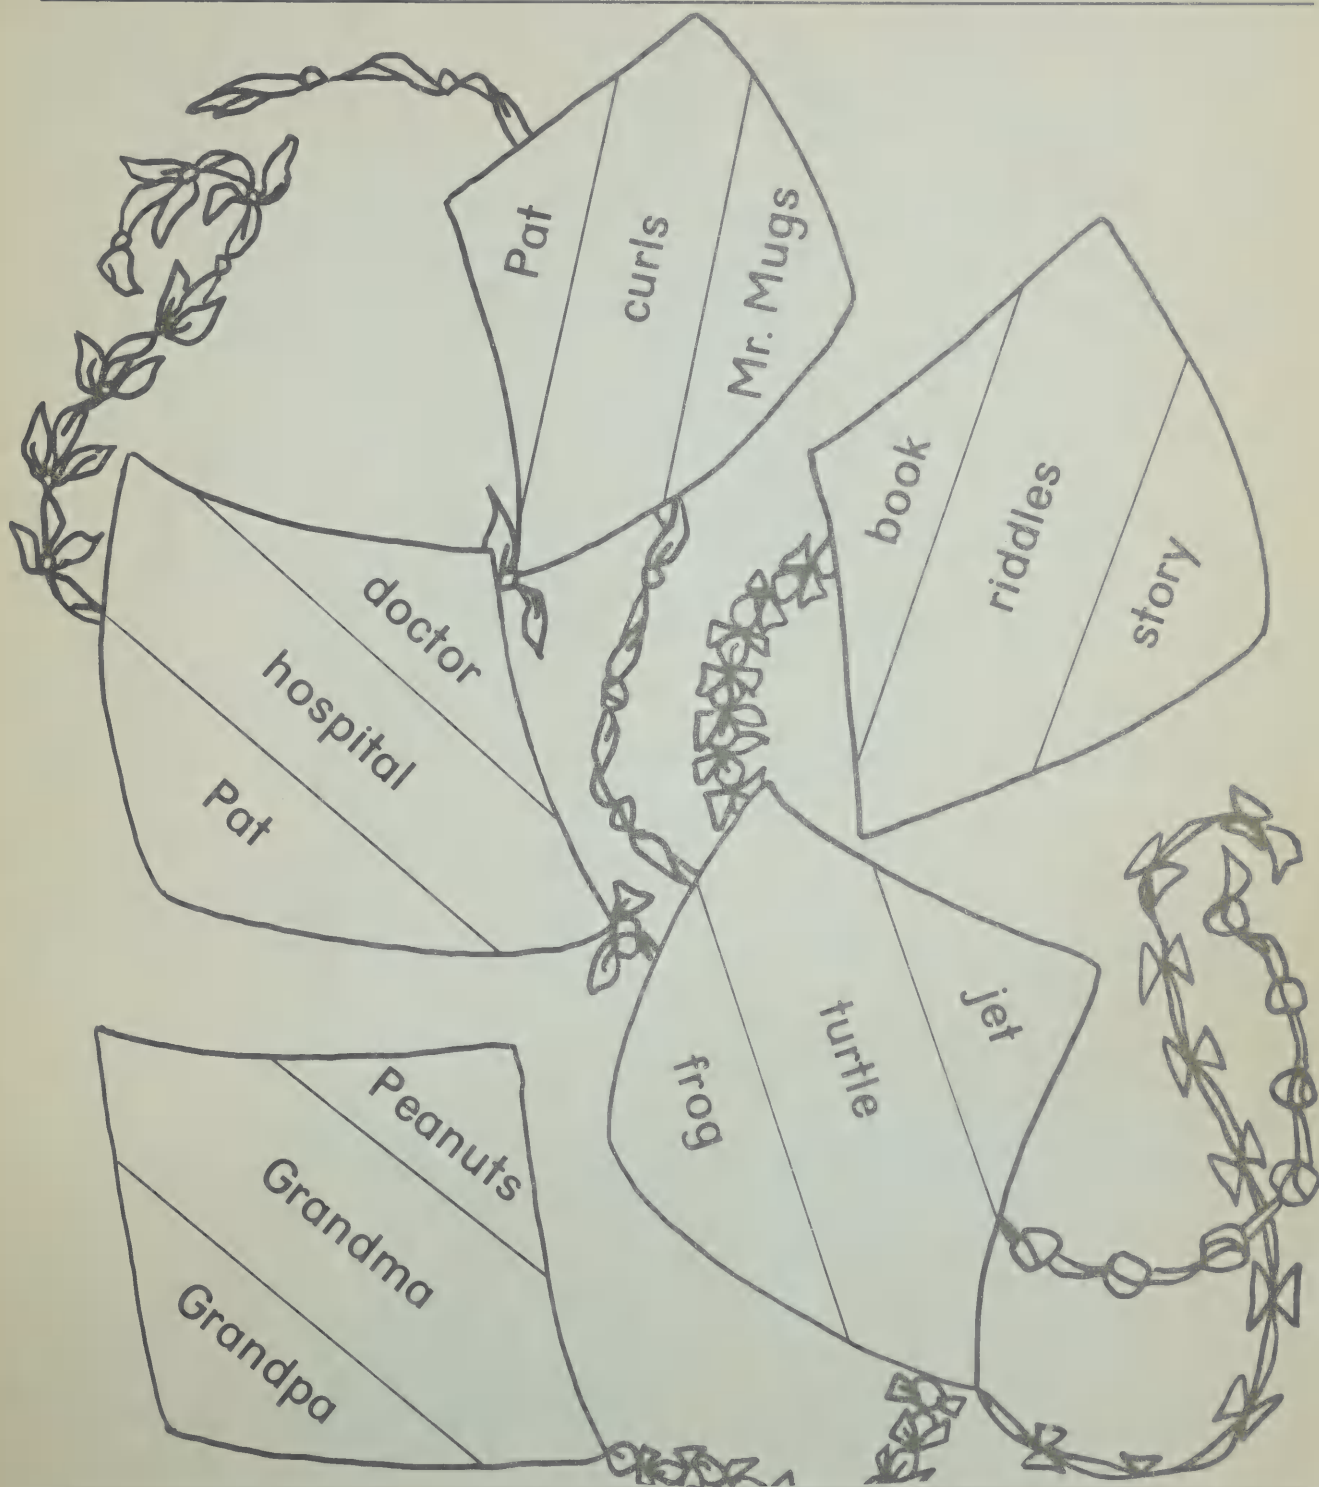 Pat
curls
Mr. Mugs
book
riddles
story
doctor
hospital
Pat
frog
turtle
jet
Peanuts
Grandma
Grandpa